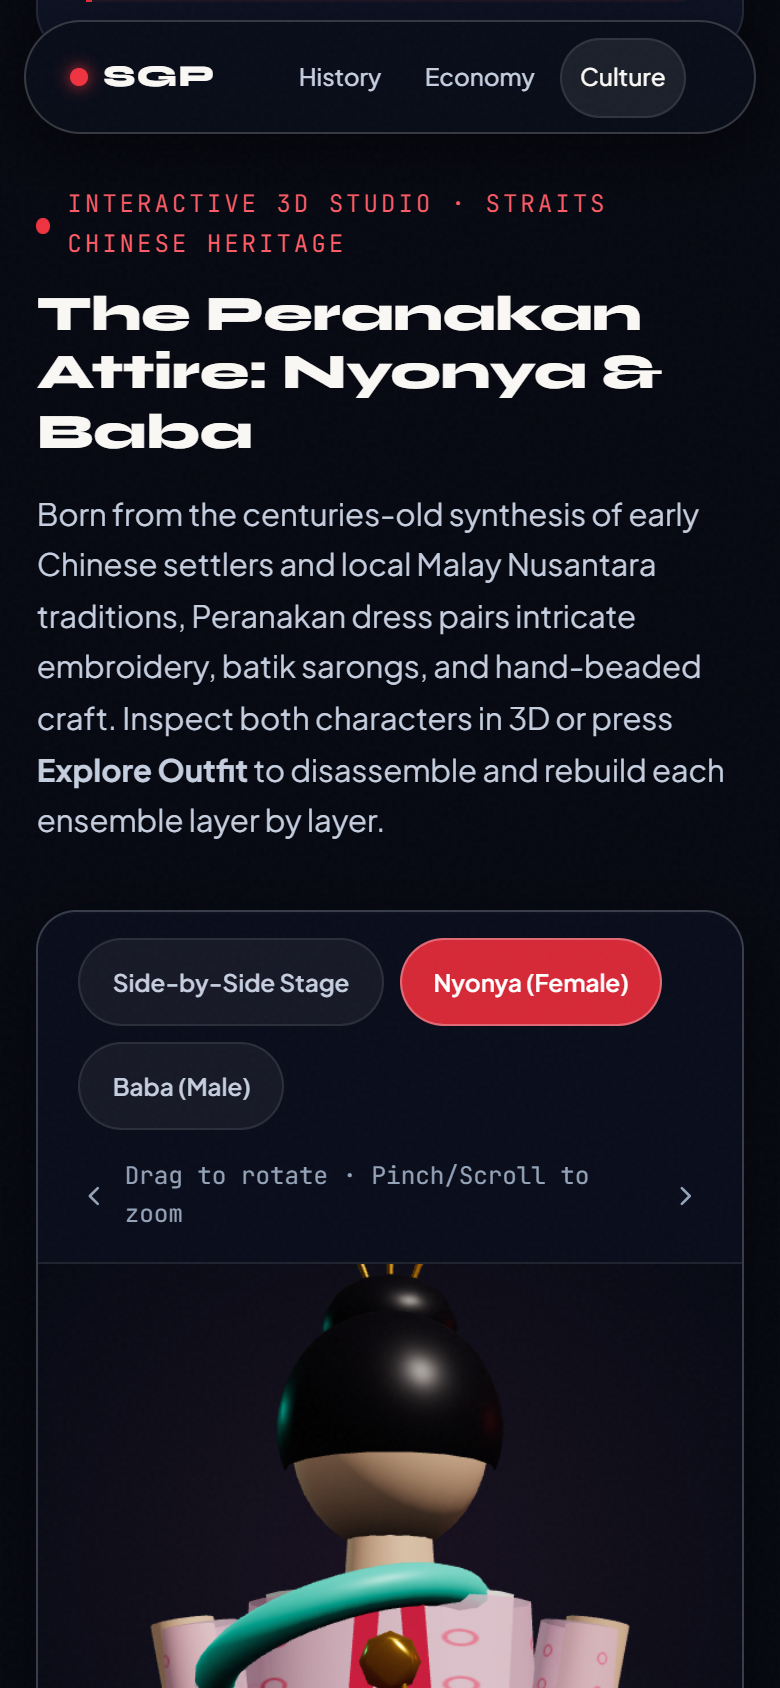 SGP
History
Economy
Culture
INTERACTIVE 3D STUDIO · STRAITS
CHINESE HERITAGE
The Peranakan
Attire: Nyonya &
Baba
Born from the centuries-old synthesis of early
Chinese settlers and local Malay Nusantara
traditions, Peranakan dress pairs intricate
embroidery, batik sarongs, and hand-beaded
craft. Inspect both characters in 3D or press
Explore Outfit to disassemble and rebuild each
ensemble layer by layer.
Side-by-Side Stage
Nyonya (Female)
Baba (Male)
Drag to rotate · Pinch/Scroll to
zoom